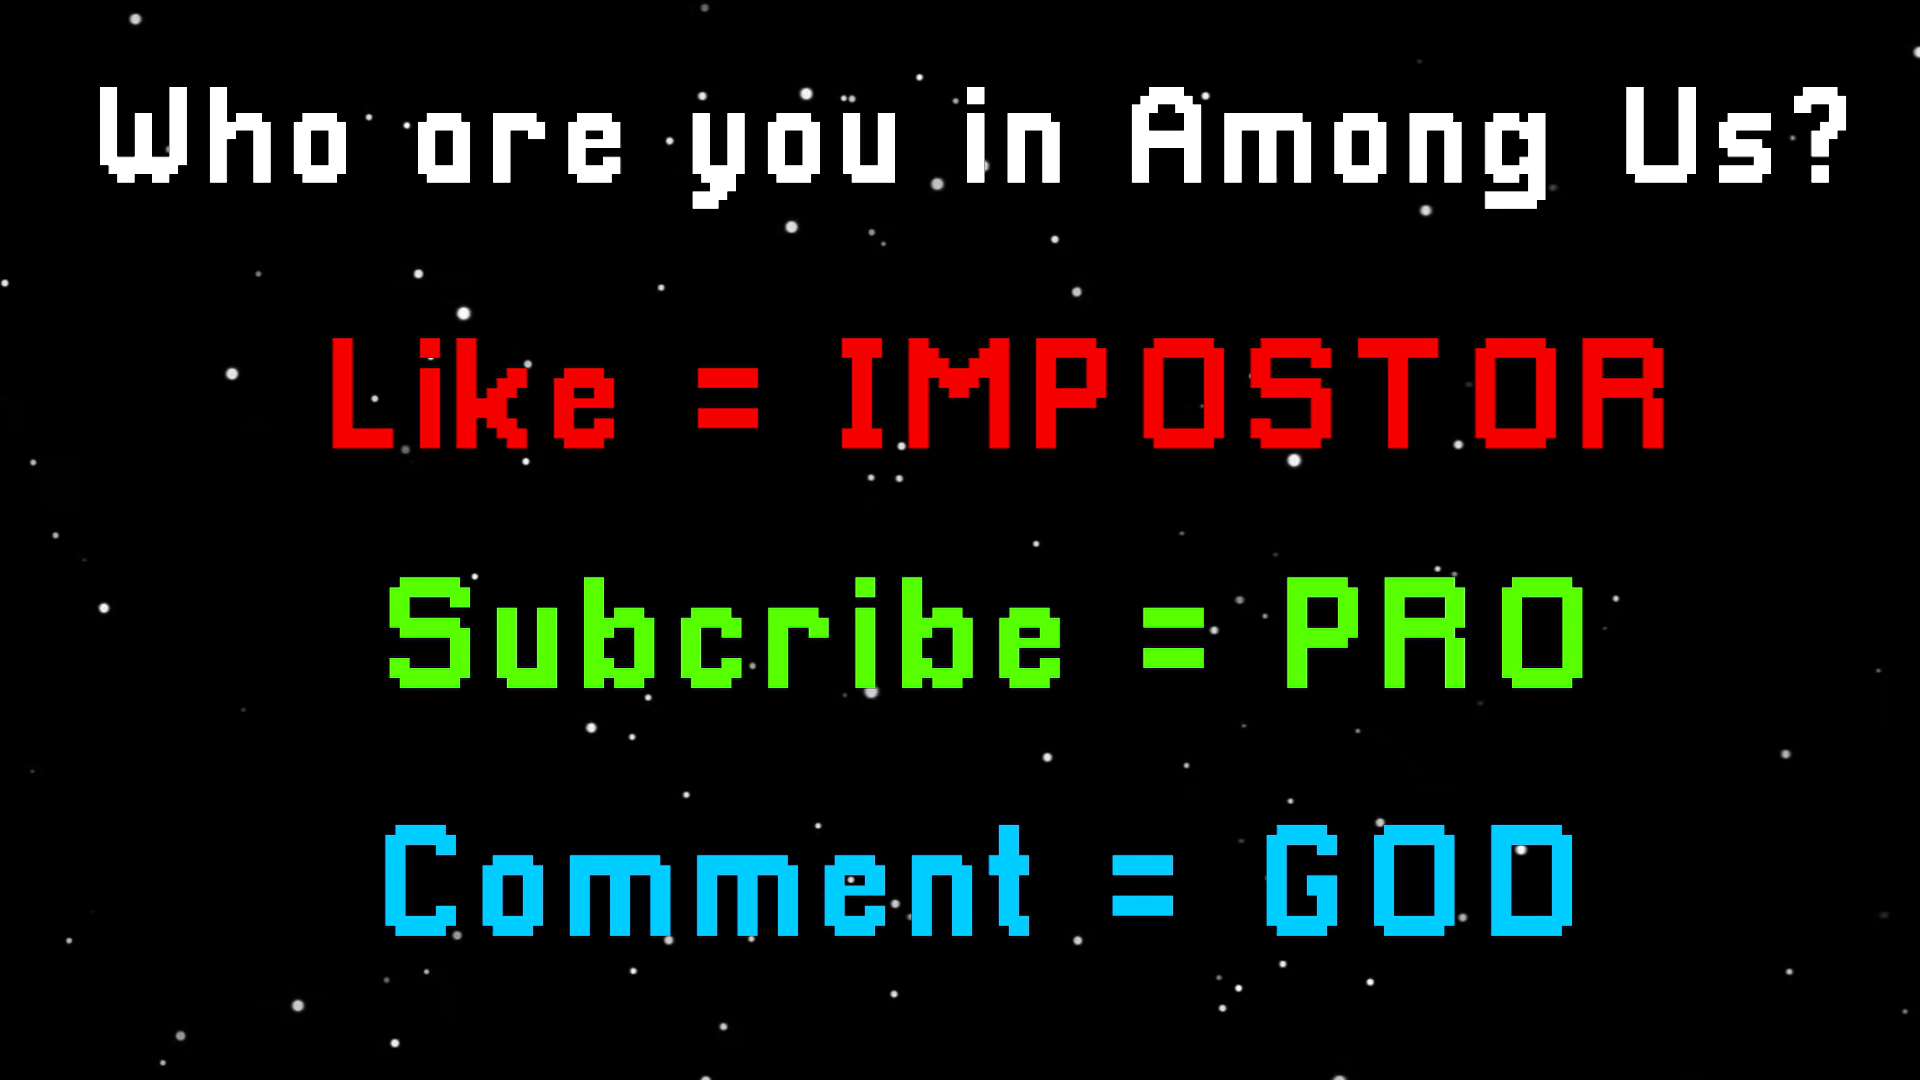 Who are you in Among Us?
Like = IMPOSTOR
Subcribe = PRO
Comment = GOD